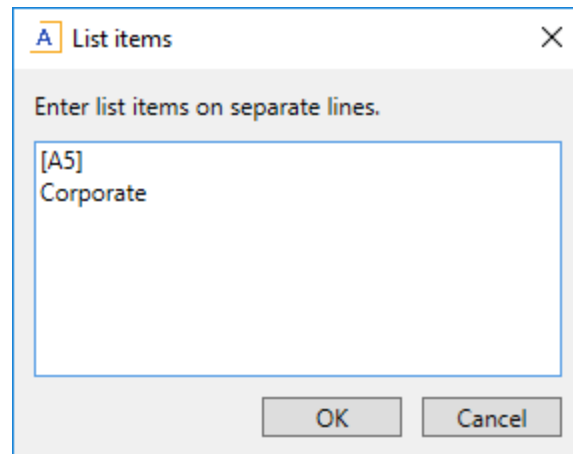 A List items
Enter list items on separate lines.
[A5]
Corporate
OK Cancel